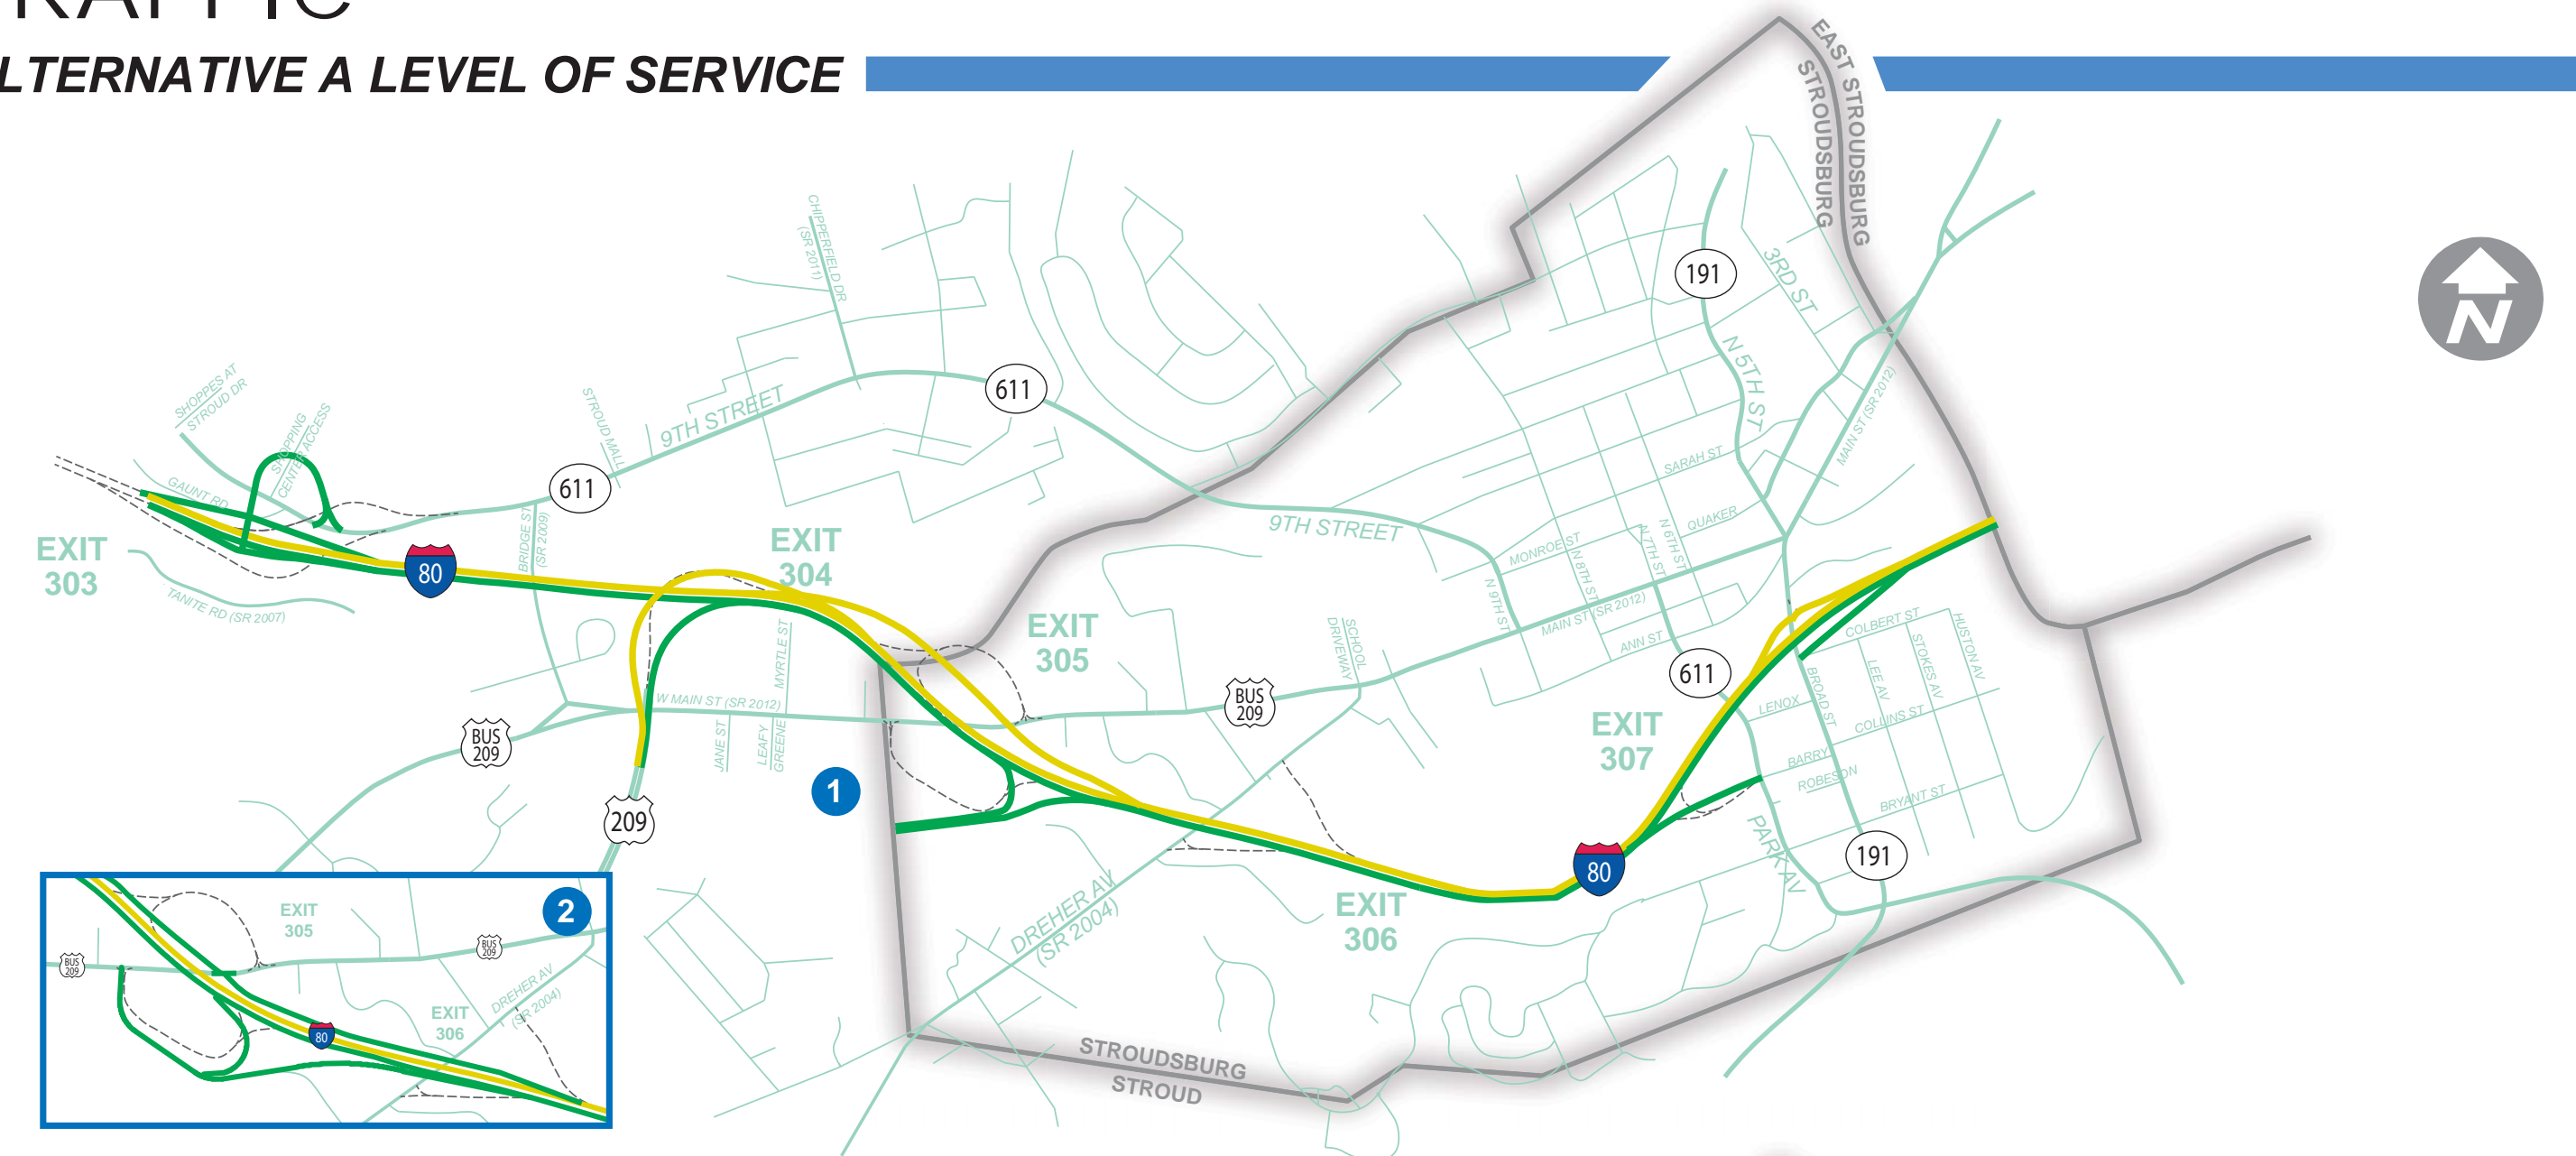 RAFFIC
LTERNATIVE A LEVEL OF SERVICE
EAST STROUDSBURG
STROUDSBURG
N
CHIPPERFIELD DR
(SR 2011)
191
3RD ST
N 5TH ST
MAIN ST (SR 2012)
SHOPPES AT
STROUD DR
SHOPPING
CENTER ACCESS
STROUD MALL
9TH STREET
611
611
GAUNT RD
EXIT
303
TANITE RD (SR 2007)
80
BRIDGE ST
(SR 2009)
EXIT
304
9TH STREET
SARAH ST
QUAKER
MONROE ST
N 9TH ST
N 8TH ST
N 7TH ST
N 6TH ST
MAIN ST (SR 2012)
ANN ST
EXIT
305
SCHOOL
DRIVEWAY
MYRTLE ST
W MAIN ST (SR 2012)
JANE ST
LEAFY
GREENE
BUS
209
BUS
209
611
COLBERT ST
HUSTON AV
STOKES AV
LEE AV
BROAD ST
LENOX
COLLINS ST
BARRY
ROBESON
BRYANT ST
EXIT
307
1
209
80
PARK AV
191
DREHER AV
(SR 2004)
EXIT
306
2
EXIT
305
BUS
209
BUS
209
DREHER AV
(SR 2004)
EXIT
306
80
STROUDSBURG
STROUD